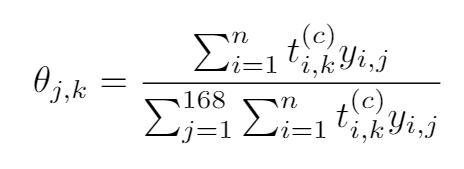 θ_{j,k} = \frac{\sum_{i=1}^{n} t_{i,k}^{(c)} y_{i,j}}{\sum_{j=1}^{168} \sum_{i=1}^{n} t_{i,k}^{(c)} y_{i,j}}